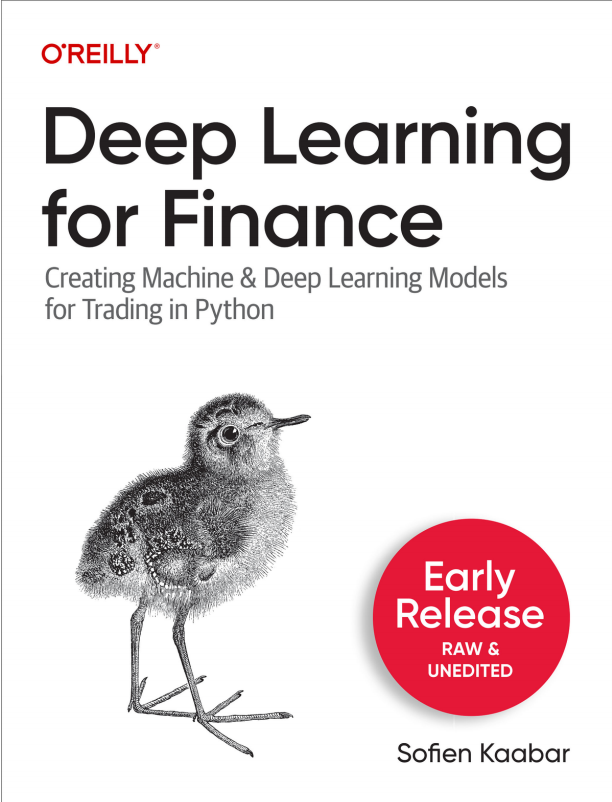 O'REILLY®
Deep Learning
for Finance
Creating Machine & Deep Learning Models
for Trading in Python
Early
Release
RAW &
UNEDITED
Sofien Kaabar